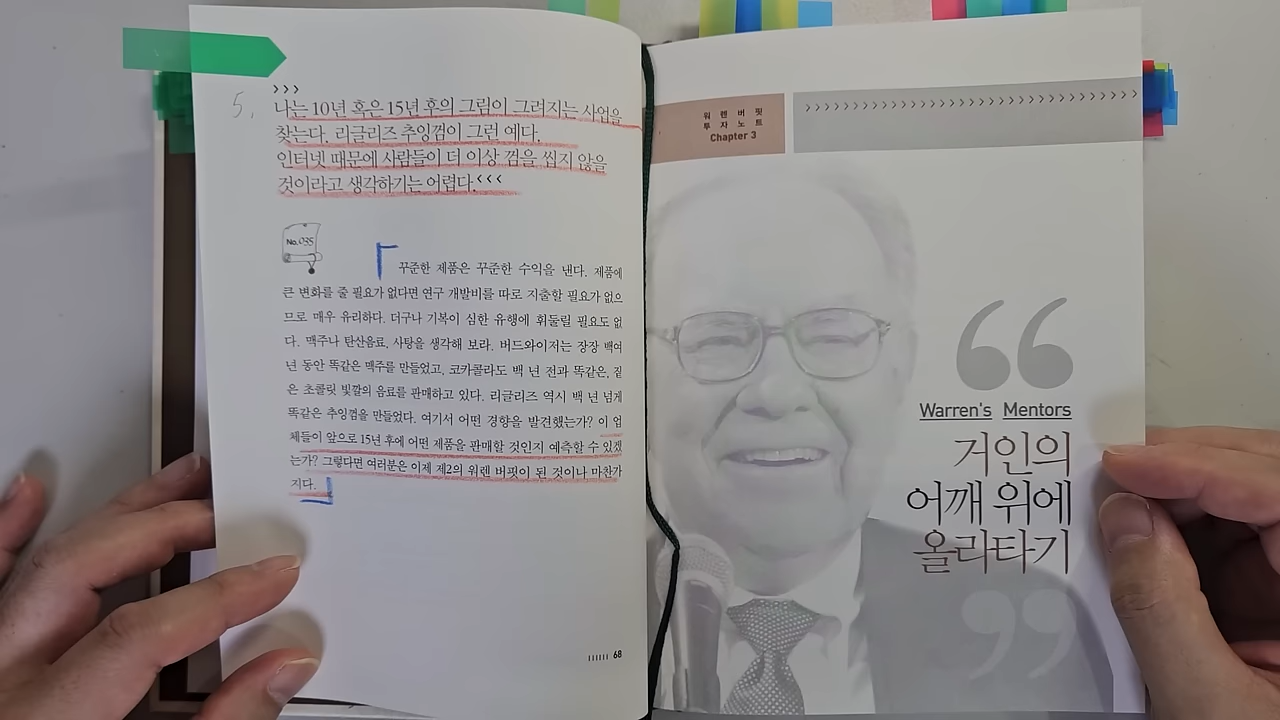 5.
>>>
나는 10년 혹은 15년 후의 그림이 그려지는 사업을
찾는다. 리글리즈 추잉껌이 그런 예다.
인터넷 때문에 사람들이 더 이상 껌을 씹지 않을
것이라고 생각하기는 어렵다.<<<
No. 035
꾸준한 제품은 꾸준한 수익을 낸다. 제품에
큰 변화를 줄 필요가 없다면 연구 개발비를 따로 지출할 필요가 없으
므로 매우 유리하다. 더구나 기복이 심한 유행에 휘둘릴 필요도 없
다. 맥주나 탄산음료, 사탕을 생각해 보라. 버드와이저는 장장 백여
년 동안 똑같은 맥주를 만들었고, 코카콜라도 백 년 전과 똑같은, 짙
은 초콜릿 빛깔의 음료를 판매하고 있다. 리글리즈 역시 백 년 넘게
똑같은 추잉껌을 만들었다. 여기서 어떤 경향을 발견했는가? 이 업
체들이 앞으로 15년 후에 어떤 제품을 판매할 것인지 예측할 수 있겠
는가? 그렇다면 여러분은 이제 제2의 워렌 버핏이 된 것이나 마찬가
지다.
68
워렌버핏
투자노트
Chapter 3
“
Warren's Mentors
거인의
어깨 위에
올라타기
”